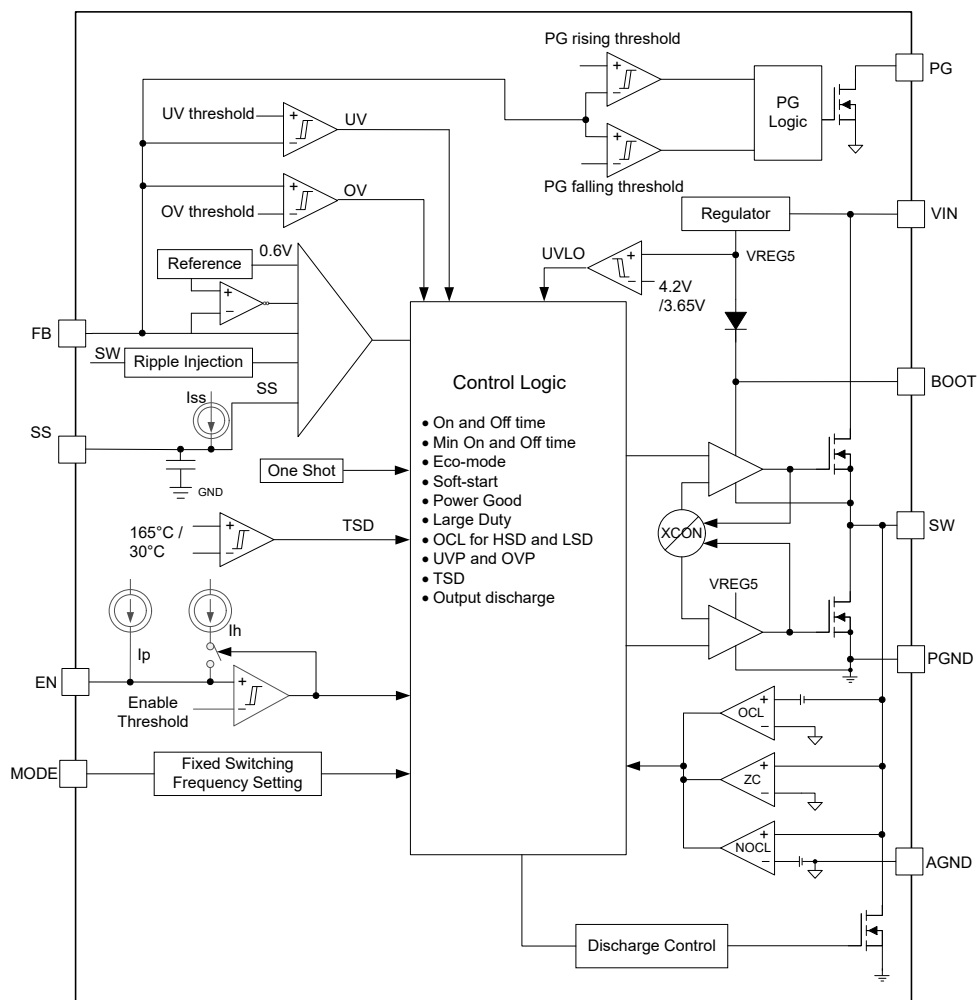 PG rising threshold
PG
PG
Logic
UV threshold
+
−
UV
+
−
+
−
PG falling threshold
OV threshold
+
−
OV
Regulator
VIN
Reference
0.6V
UVLO
+
−
VREG5
4.2V
/3.65V
+
−
FB
SW
Ripple Injection
BOOT
Iss
SS
SS
GND
One Shot
Control Logic
• On and Off time
• Min On and Off time
• Eco-mode
• Soft-start
• Power Good
• Large Duty
• OCL for HSD and LSD
• UVP and OVP
• TSD
• Output discharge
165°C /
30°C
+
−
TSD
XCON
SW
VREG5
Ip
Ih
EN
+
−
Enable
Threshold
PGND
OCL
+
−
MODE
Fixed Switching
Frequency Setting
ZC
+
−
NOCL
+
−
AGND
Discharge Control